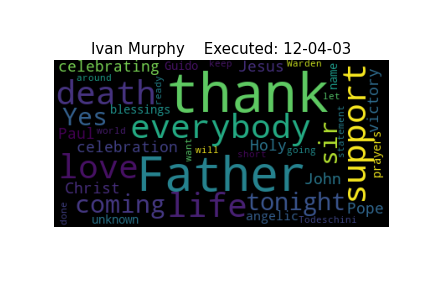 Ivan Murphy    Executed: 12-04-03
celebrating Guido keep Jesus Warden name
around ready let victory
death thank support
Yes blessings everybody sir statement
Paul world want Holy going prayers
celebration will short
love Father John
Christ
coming life tonight Pope
done unknown angelic Todeschini